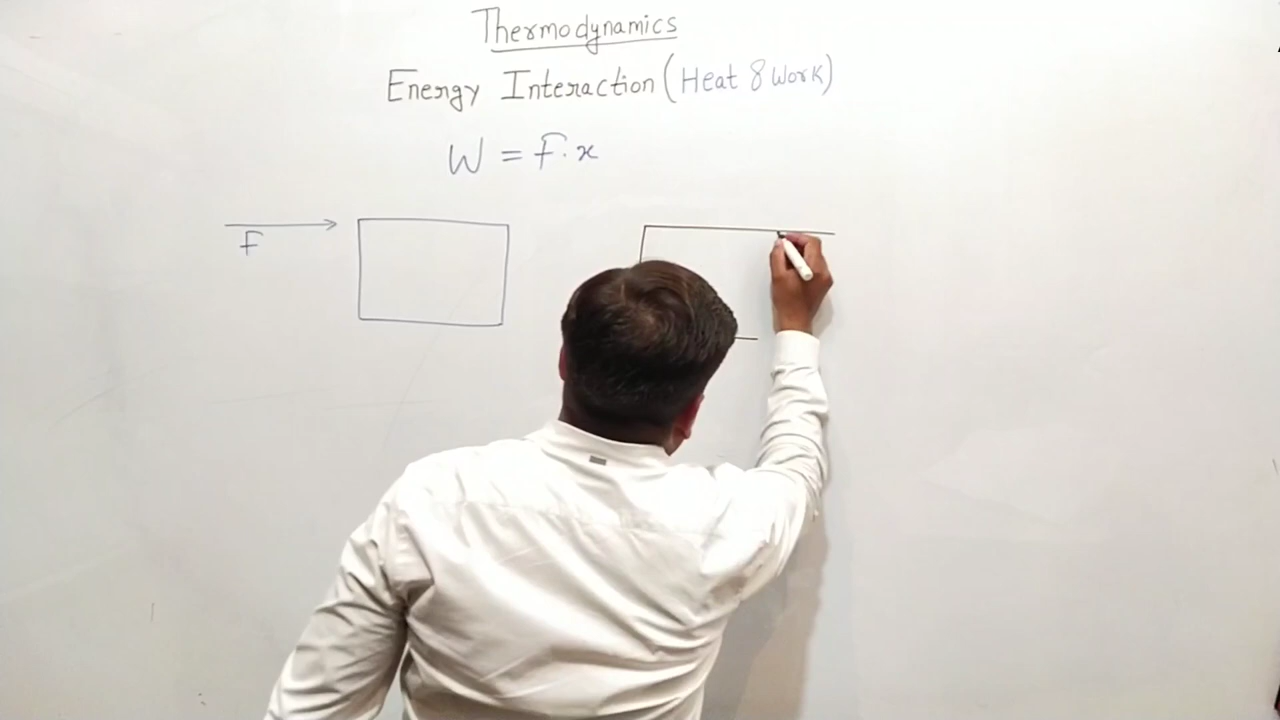 Thermodynamics
Energy Interaction (Heat & Work)
W = F.x
F